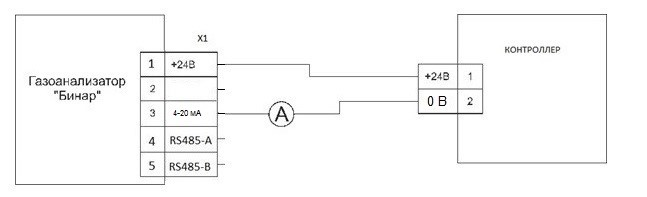 X1
Газоанализатор
"Бинар"
1 +24В
2
3 4-20 мА
4 RS485-A
5 RS485-B
А
КОНТРОЛЛЕР
+24В 1
0 В 2